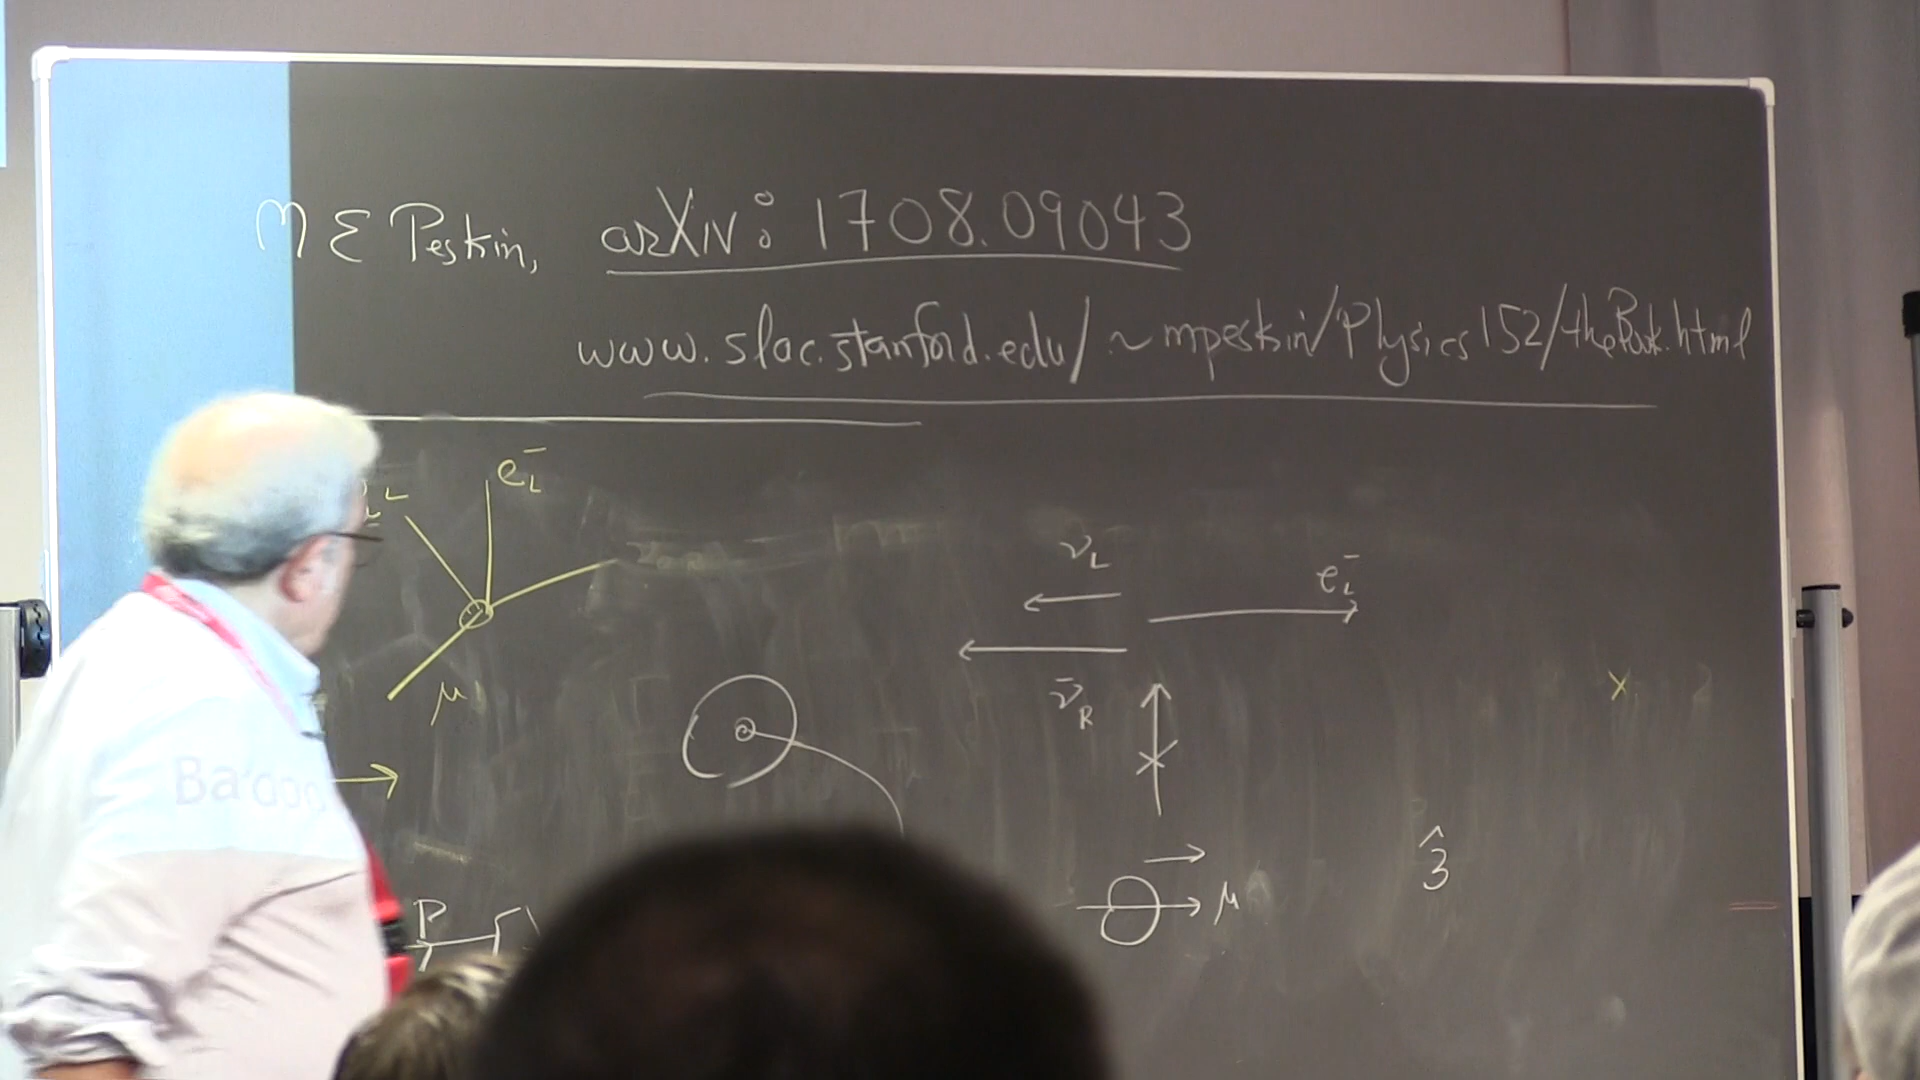 M E Peskin, arXiv: 1708.09043
www.slac.stanford.edu/~mpeskin/Physics152/theBook.html
e⁻_L
ν_L
e⁻_L
μ
ν̄_R
μ
3̂
P